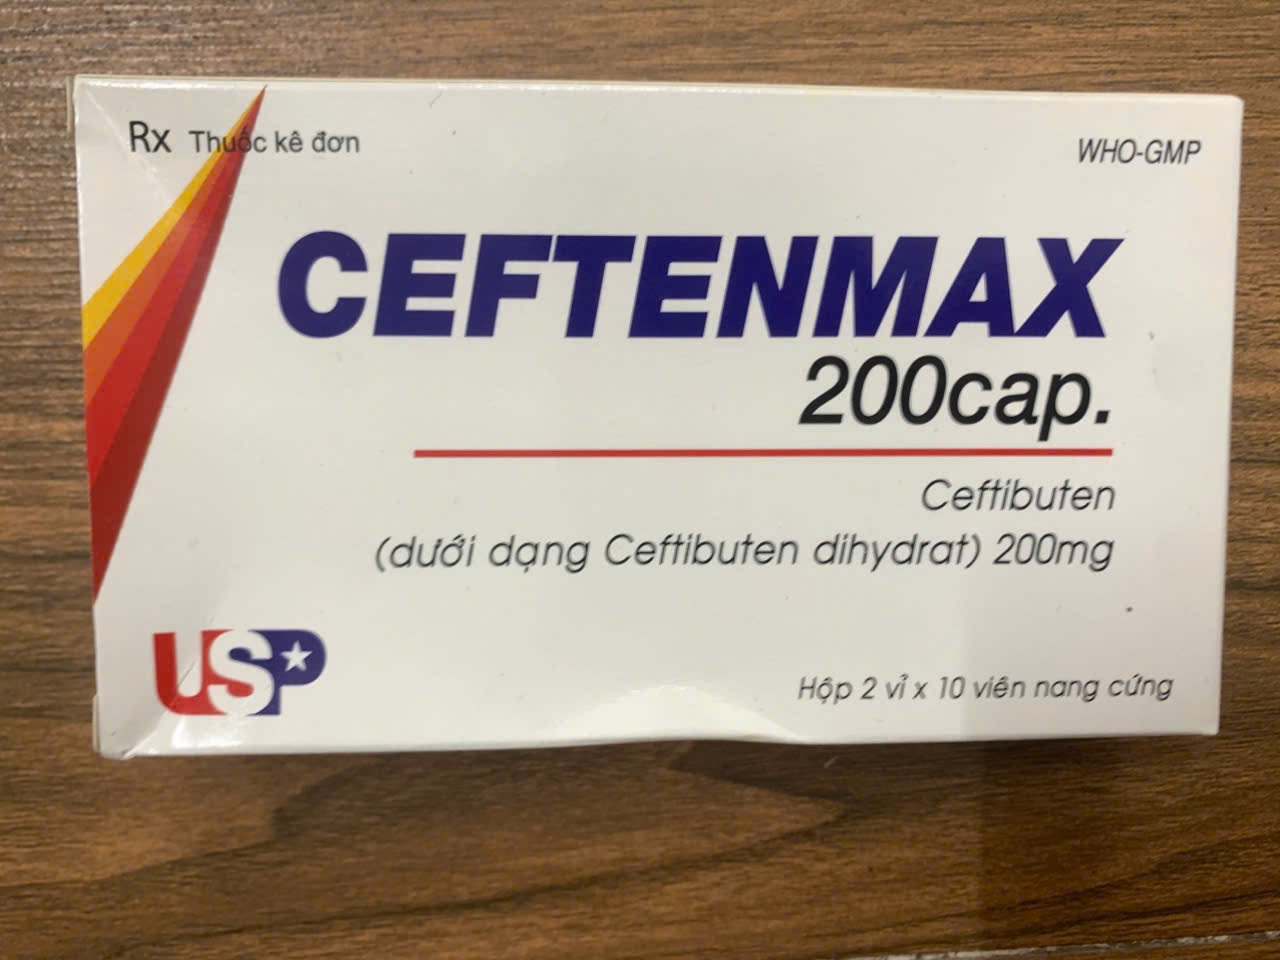 Rx Thuốc kê đơn
WHO-GMP
CEFTENMAX
200cap.
Ceftibuten
(dưới dạng Ceftibuten dihydrat) 200mg
USP
Hộp 2 vỉ x 10 viên nang cứng